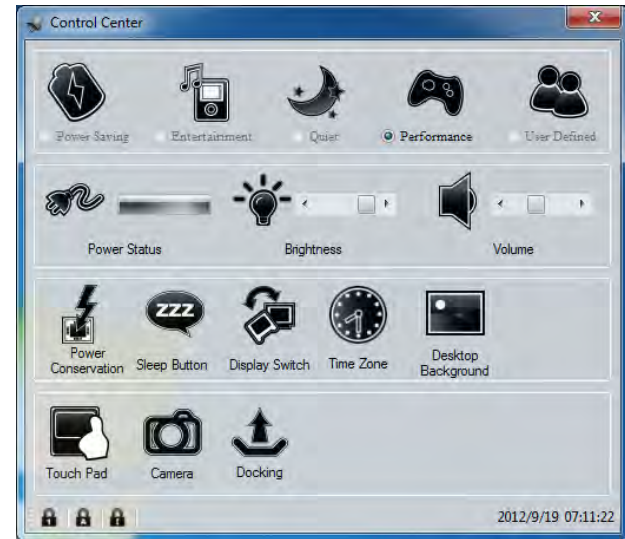 Control Center
Power Saving
Entertainment
Quiet
Performance
User Defined
Power Status
Brightness
Volume
ZZZ
Power
Conservation
Sleep Button
Display Switch
Time Zone
Desktop
Background
Touch Pad
Camera
Docking
2012/9/19 07:11:22